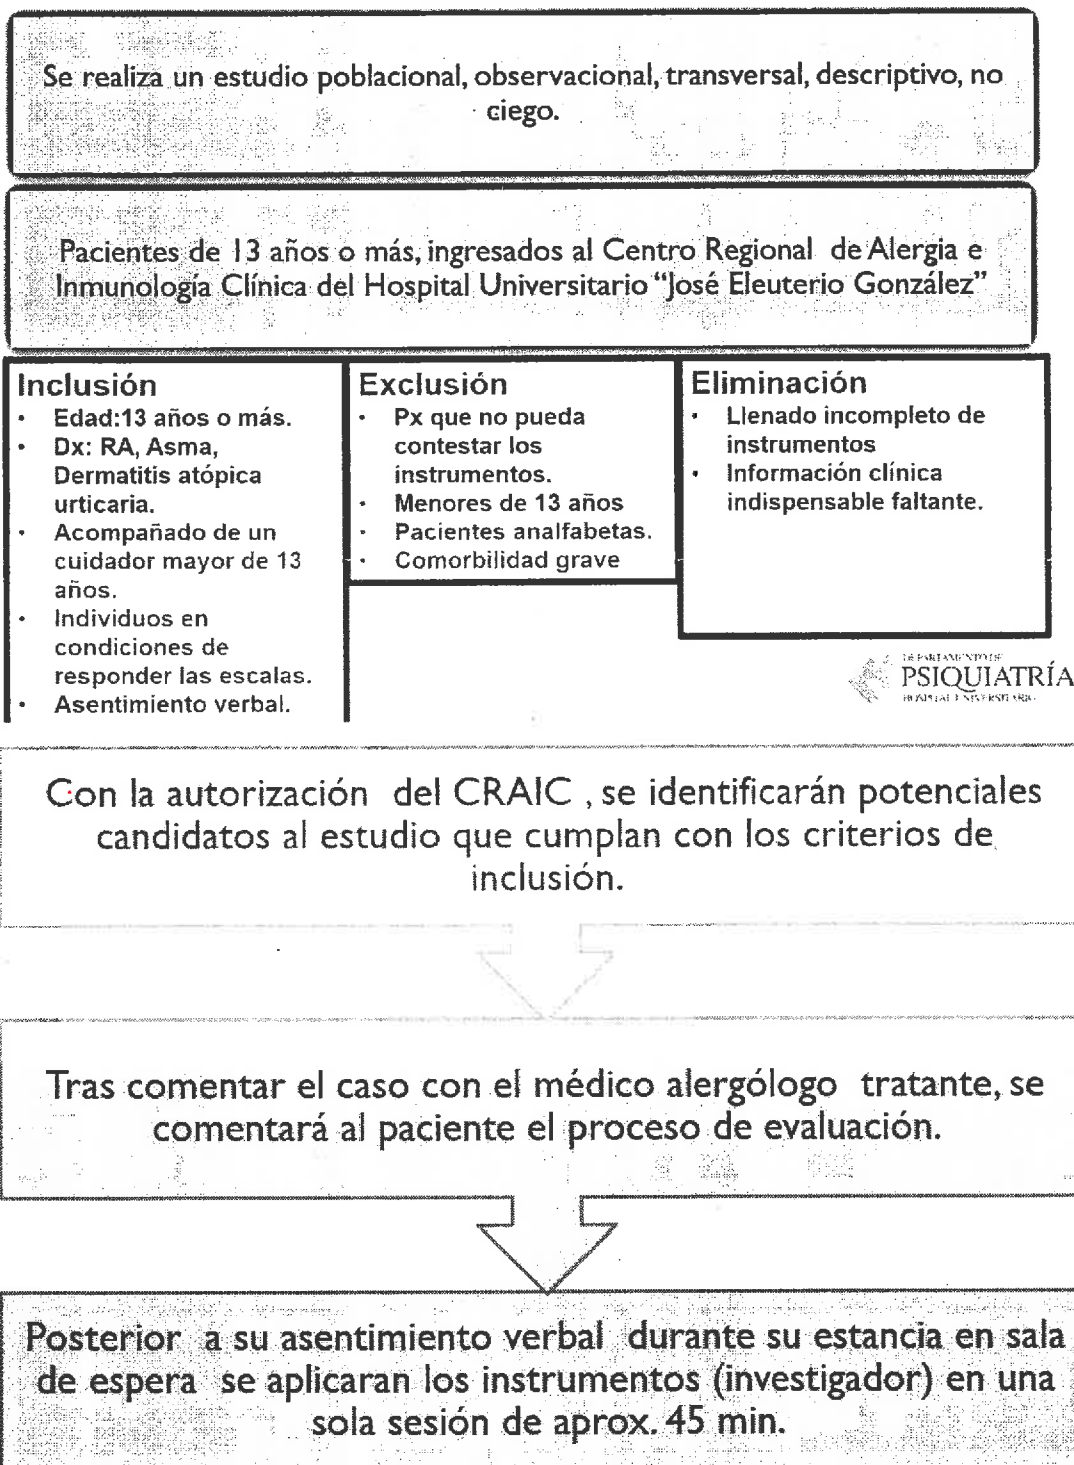 Se realiza un estudio poblacional, observacional, transversal, descriptivo, no
ciego.
Pacientes de 13 años o más, ingresados al Centro Regional de Alergia e
Inmunología Clínica del Hospital Universitario “José Eleuterio González”
Inclusión
• Edad:13 años o más.
• Dx: RA, Asma,
Dermatitis atópica
urticaria.
• Acompañado de un
cuidador mayor de 13
años.
• Individuos en
condiciones de
responder las escalas.
• Asentimiento verbal.
Exclusión
• Px que no pueda
contestar los
instrumentos.
• Menores de 13 años
• Pacientes analfabetas.
• Comorbilidad grave
Eliminación
• Llenado incompleto de
instrumentos
• Información clínica
indispensable faltante.
DEPARTAMENTO DE
PSIQUIATRÍA
HOSPITAL UNIVERSITARIO
Con la autorización del CRAIC , se identificarán potenciales
candidatos al estudio que cumplan con los criterios de
inclusión.
Tras comentar el caso con el médico alergólogo tratante, se
comentará al paciente el proceso de evaluación.
Posterior a su asentimiento verbal durante su estancia en sala
de espera se aplicaran los instrumentos (investigador) en una
sola sesión de aprox. 45 min.